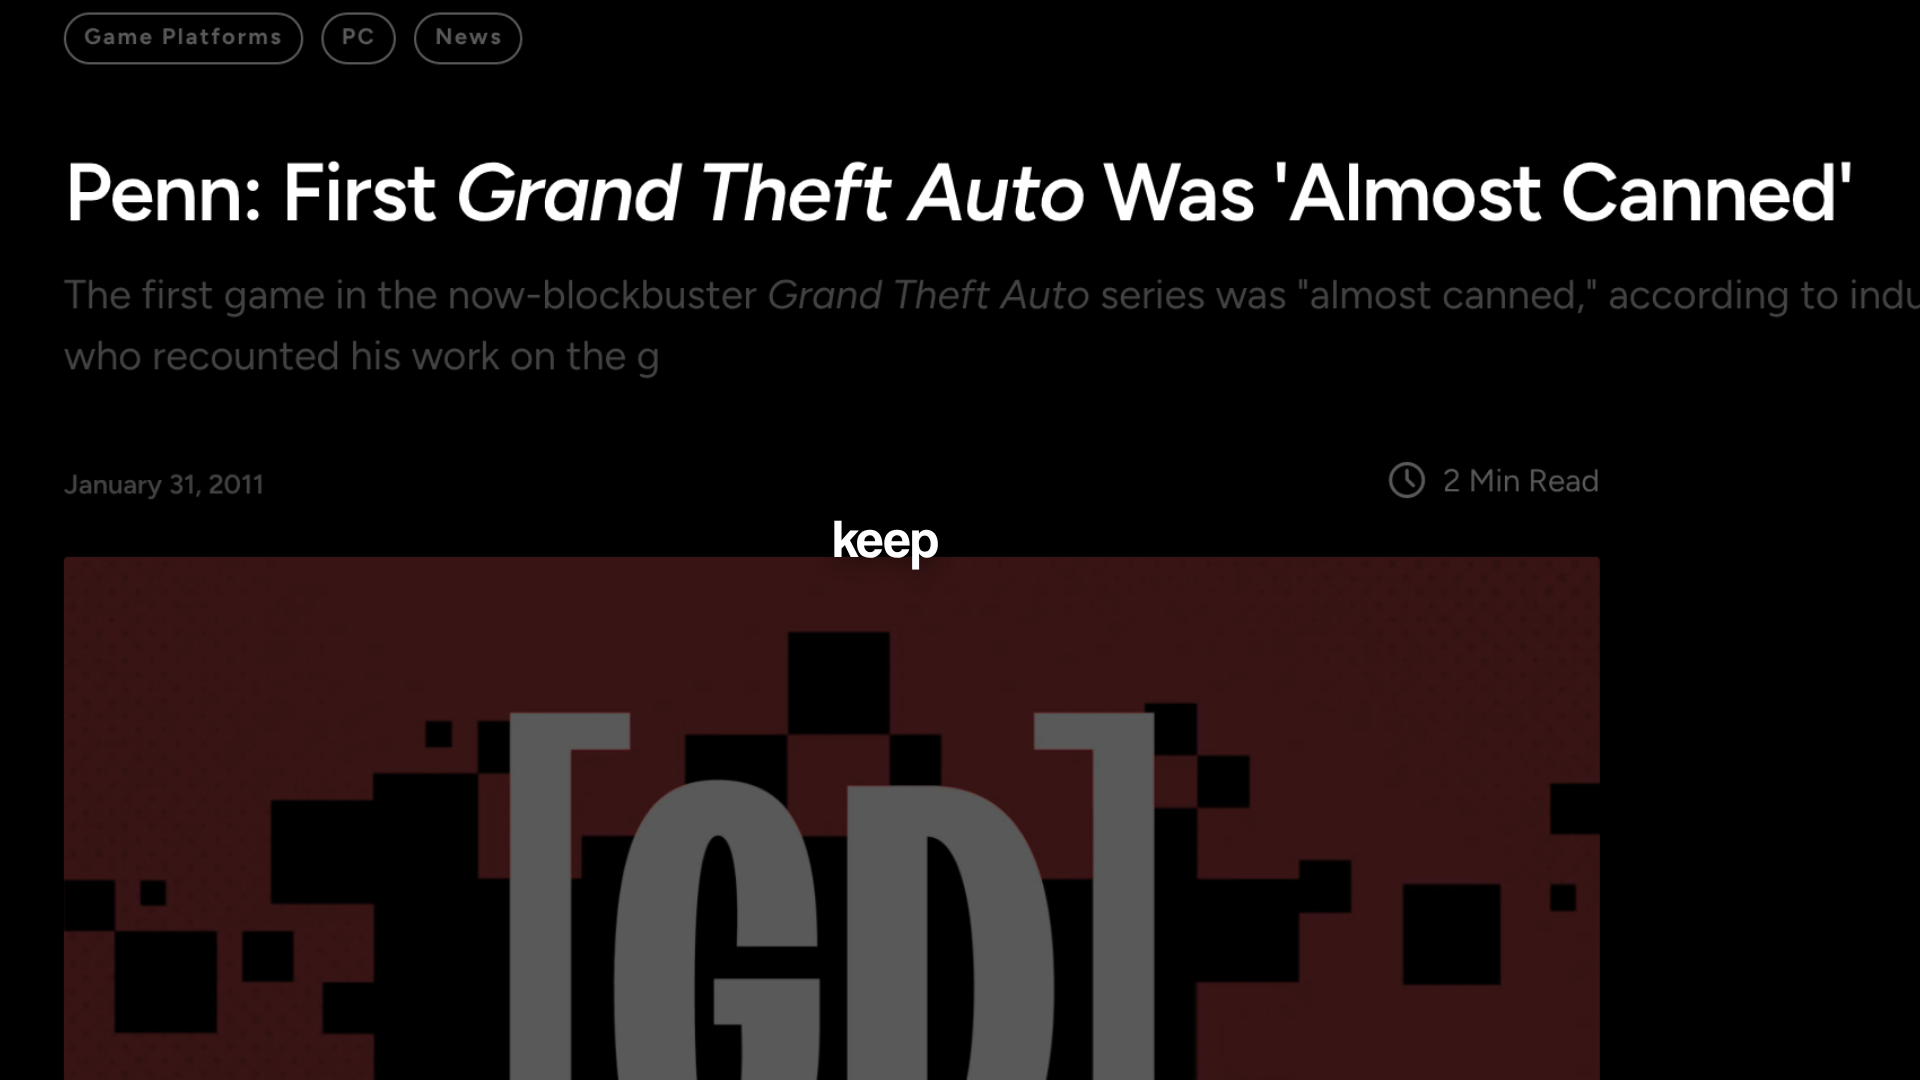 Game Platforms PC News
Penn: First Grand Theft Auto Was 'Almost Canned'
The first game in the now-blockbuster Grand Theft Auto series was "almost canned," according to
who recounted his work on the g
January 31, 2011 2 Min Read
keep
[GD]